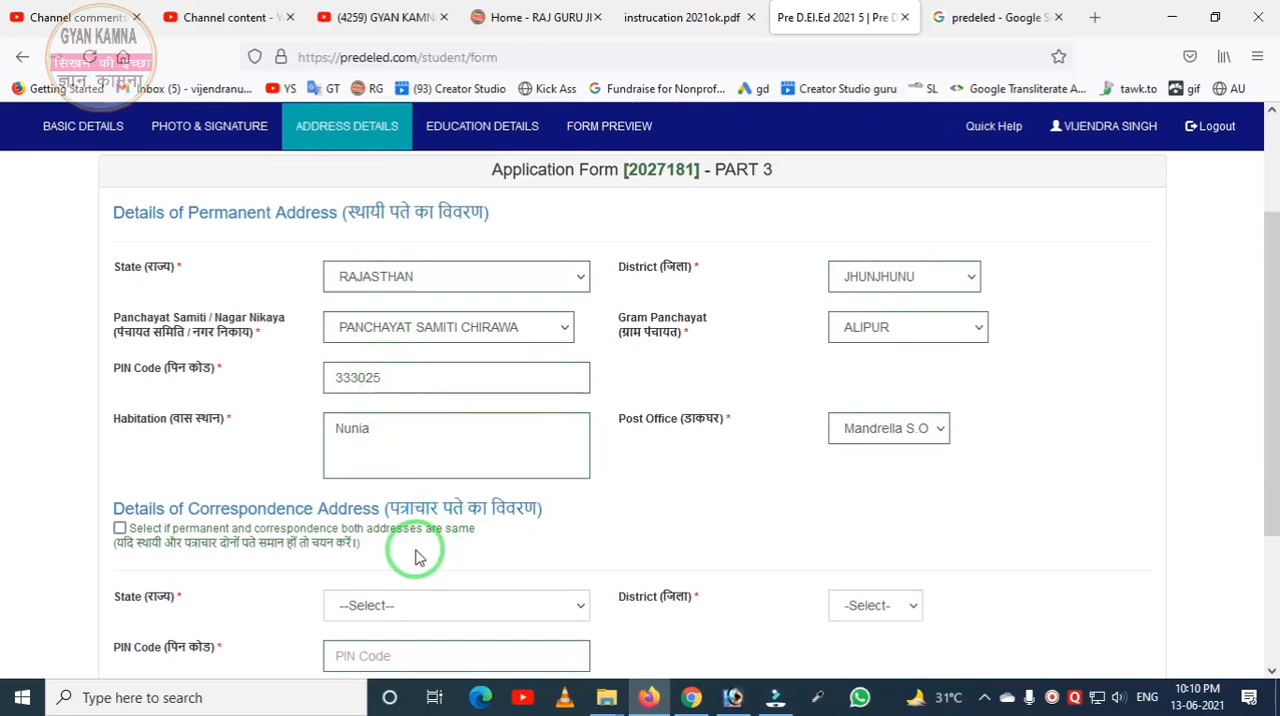 Channel comments
Channel content - Y
(4259) GYAN KAMN
Home - RAJ GURU JI
instrucation 2021ok.pdf
Pre D.El.Ed 2021 5 | Pre D
predeled - Google S
GYAN KAMNA
सिखने की इच्छा
ज्ञान कामना
https://predeled.com/student/form
Getting Started
Inbox (5) - vijendranu...
YS
GT
RG
(93) Creator Studio
Kick Ass
Fundraise for Nonprof...
gd
Creator Studio guru
SL
Google Transliterate A...
tawk.to
gif
AU
BASIC DETAILS
PHOTO & SIGNATURE
ADDRESS DETAILS
EDUCATION DETAILS
FORM PREVIEW
Quick Help
VIJENDRA SINGH
Logout
Application Form [2027181] - PART 3
Details of Permanent Address (स्थायी पते का विवरण)
State (राज्य) *
RAJASTHAN
District (जिला) *
JHUNJHUNU
Panchayat Samiti / Nagar Nikaya
(पंचायत समिति / नगर निकाय) *
PANCHAYAT SAMITI CHIRAWA
Gram Panchayat
(ग्राम पंचायत) *
ALIPUR
PIN Code (पिन कोड) *
333025
Habitation (वास स्थान) *
Nunia
Post Office (डाकघर) *
Mandrella S.O
Details of Correspondence Address (पत्राचार पते का विवरण)
Select if permanent and correspondence both addresses are same
(यदि स्थायी और पत्राचार दोनों पते समान हों तो चयन करें।)
State (राज्य) *
--Select--
District (जिला) *
-Select-
PIN Code (पिन कोड) *
PIN Code
Type here to search
31°C
ENG
10:10 PM
13-06-2021